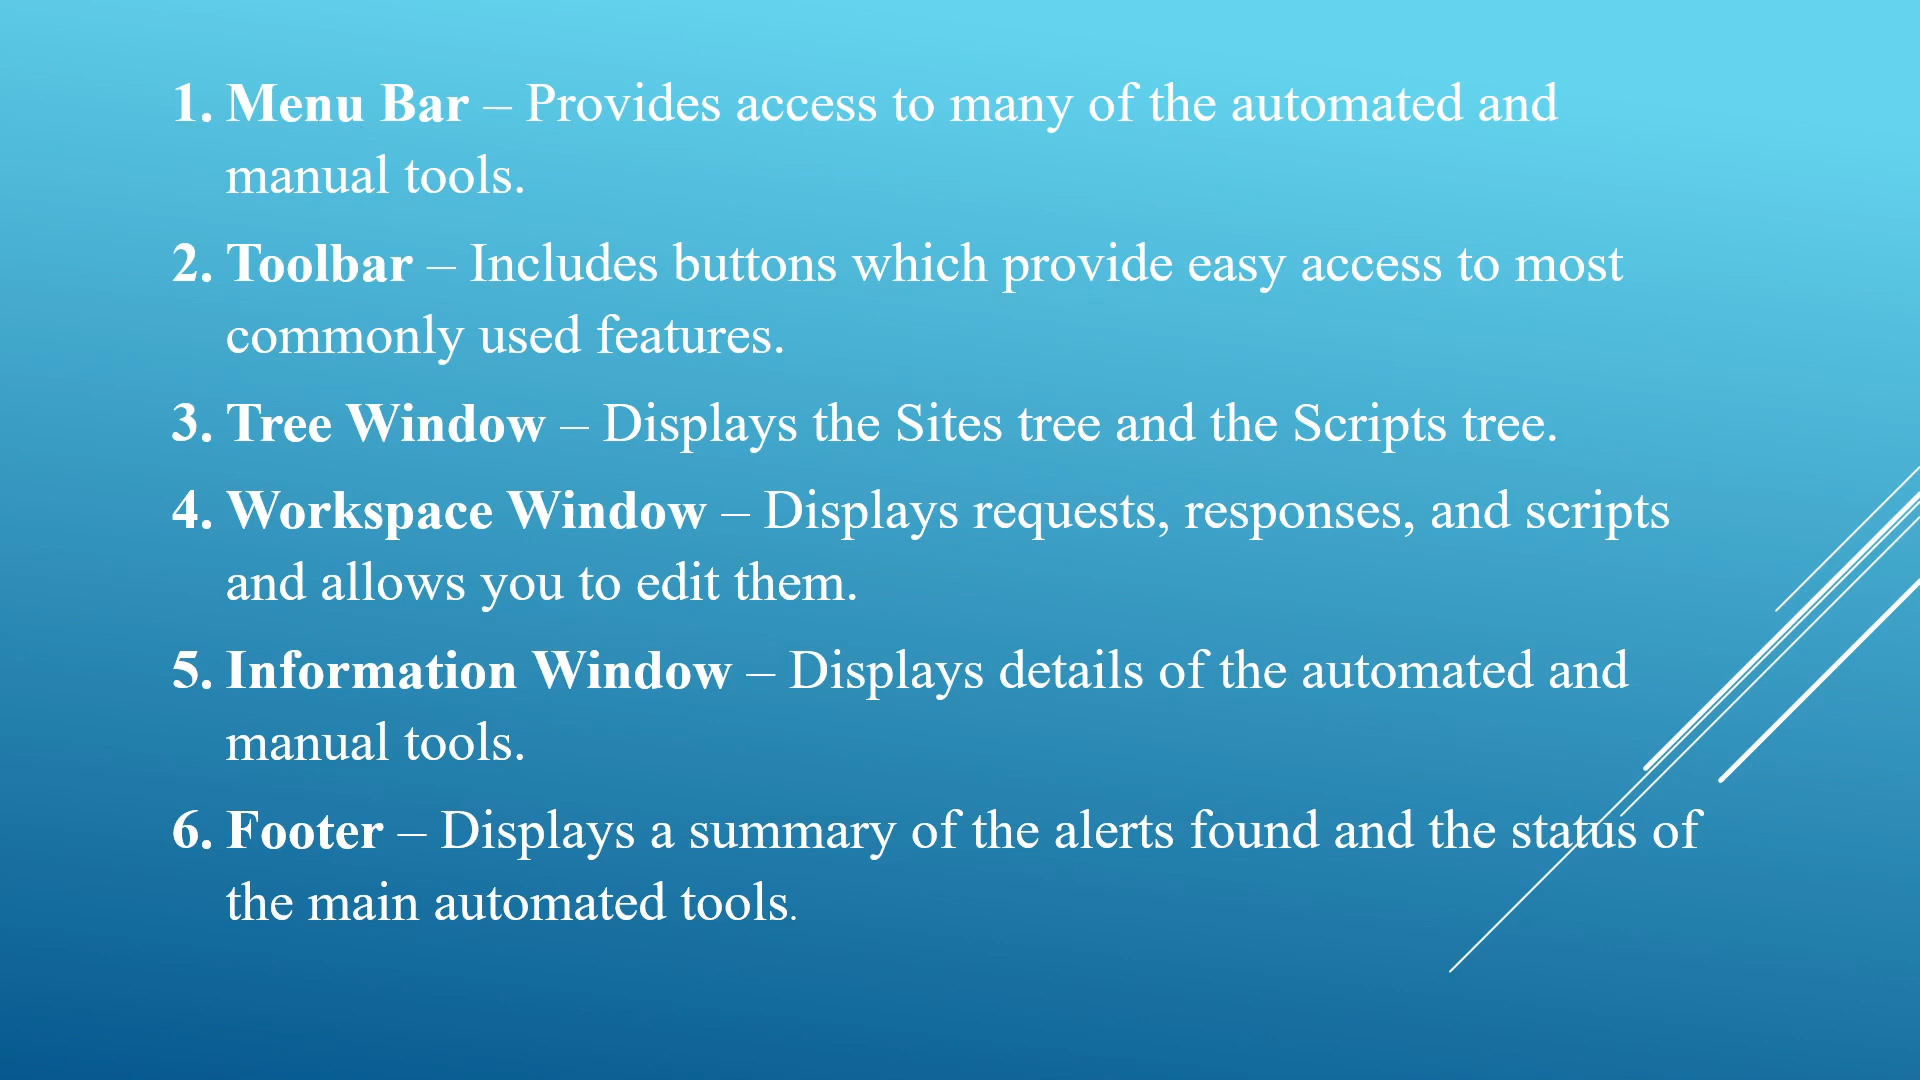 1. Menu Bar – Provides access to many of the automated and
manual tools.
2. Toolbar – Includes buttons which provide easy access to most
commonly used features.
3. Tree Window – Displays the Sites tree and the Scripts tree.
4. Workspace Window – Displays requests, responses, and scripts
and allows you to edit them.
5. Information Window – Displays details of the automated and
manual tools.
6. Footer – Displays a summary of the alerts found and the status of
the main automated tools.